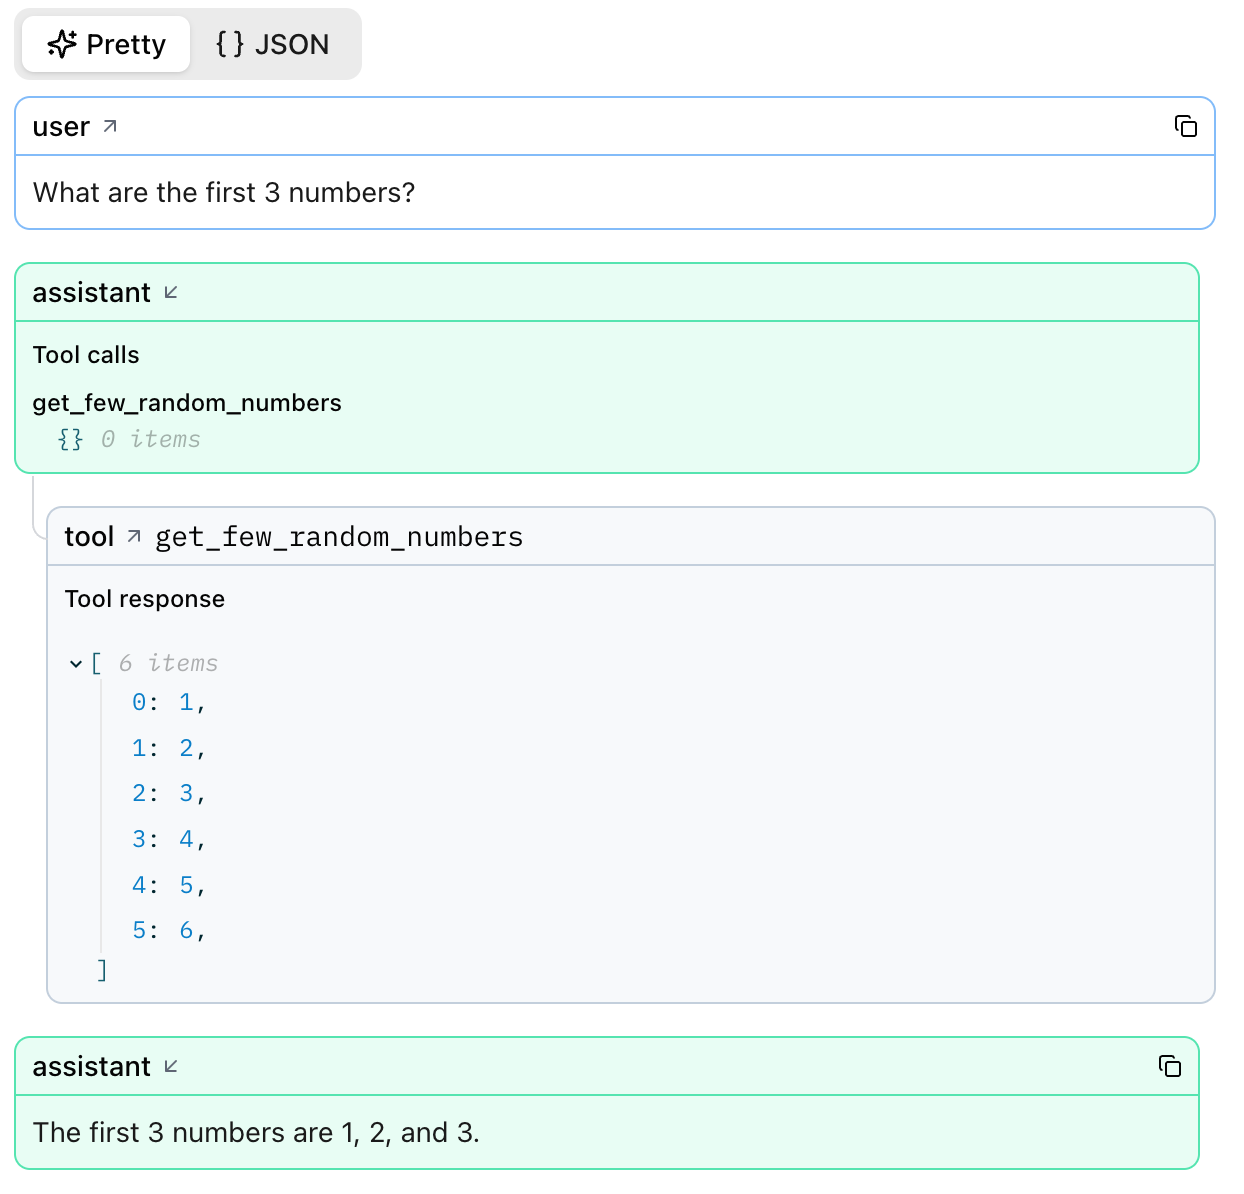 Pretty {} JSON
user
What are the first 3 numbers?
assistant
Tool calls
get_few_random_numbers
{} 0 items
tool get_few_random_numbers
Tool response
[ 6 items
0: 1,
1: 2,
2: 3,
3: 4,
4: 5,
5: 6,
]
assistant
The first 3 numbers are 1, 2, and 3.